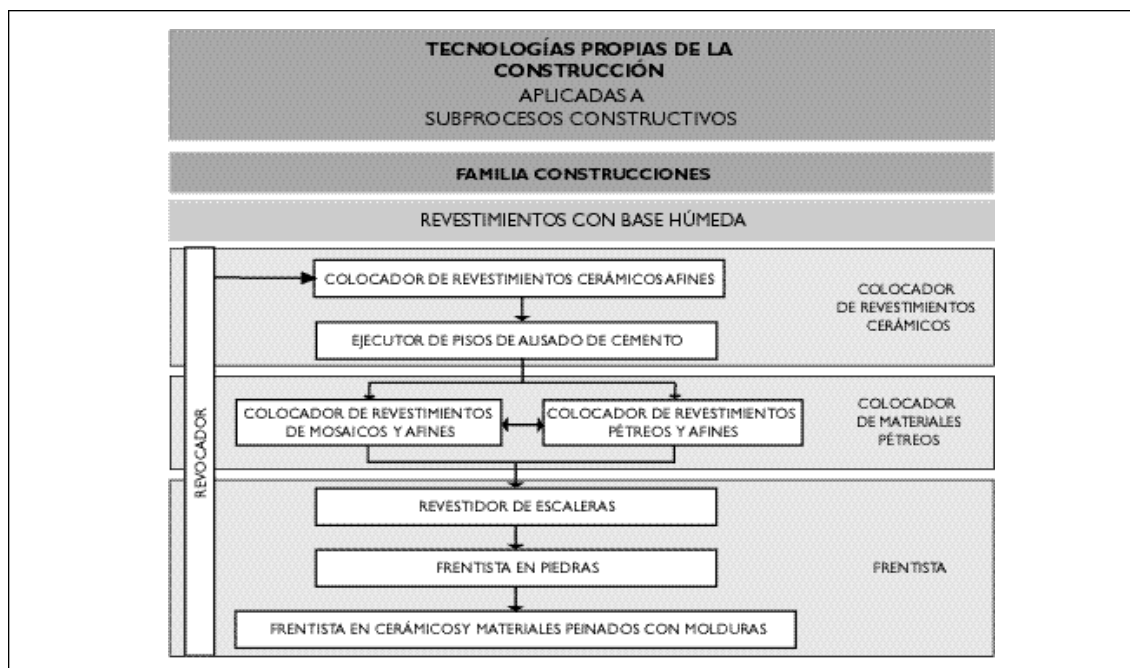 TECNOLOGÍAS PROPIAS DE LA
CONSTRUCCIÓN
APLICADAS A
SUBPROCESOS CONSTRUCTIVOS
FAMILIA CONSTRUCCIONES
REVESTIMIENTOS CON BASE HÚMEDA
REVOCADOR
COLOCADOR DE REVESTIMIENTOS CERÁMICOS AFINES
EJECUTOR DE PISOS DE ALISADO DE CEMENTO
COLOCADOR
DE REVESTIMIENTOS
CERÁMICOS
COLOCADOR DE REVESTIMIENTOS
DE MOSAICOS Y AFINES
COLOCADOR DE REVESTIMIENTOS
PÉTREOS Y AFINES
COLOCADOR
DE MATERIALES
PÉTREOS
REVESTIDOR DE ESCALERAS
FRENTISTA EN PIEDRAS
FRENTISTA
FRENTISTA EN CERÁMICOS Y MATERIALES PEINADOS CON MOLDURAS